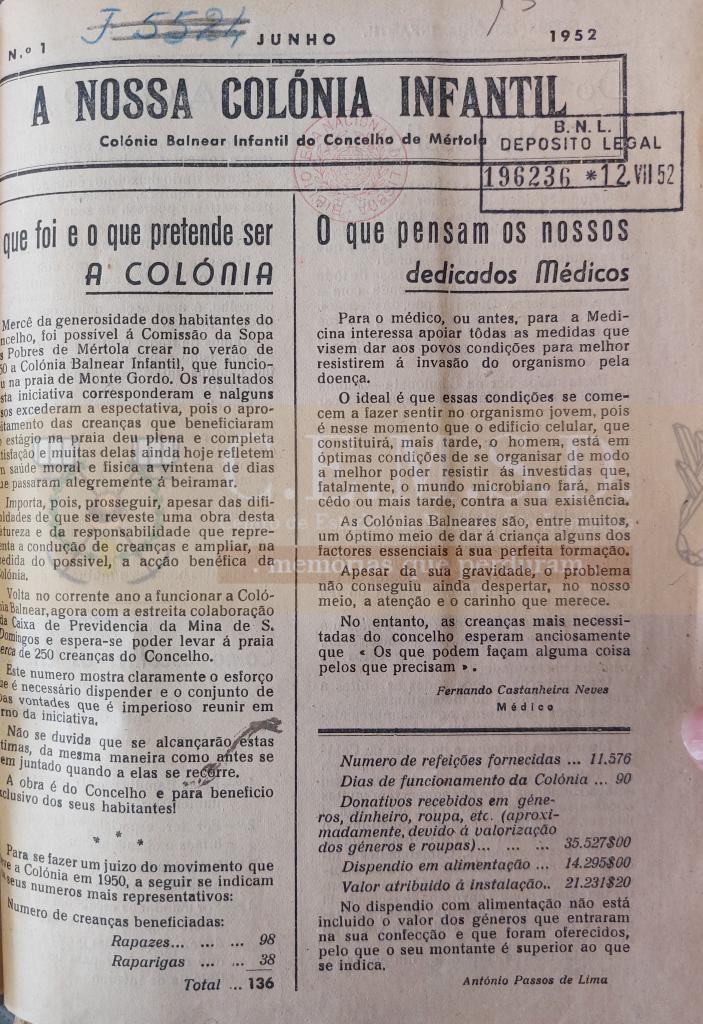 J 5524
N.º 1 JUNHO 1952
A NOSSA COLÓNIA INFANTIL
Colónia Balnear Infantil do Concelho de Mértola
B. N. L.
DEPOSITO LEGAL
196236 * 12 VII 52
que foi e o que pretende ser
A COLÓNIA
Mercê da generosidade dos habitantes do
ncelho, foi possivel á Comissão da Sopa
s Pobres de Mértola crear no verão de
50 a Colónia Balnear Infantil, que funcio-
u na praia de Monte Gordo. Os resultados
sta iniciativa corresponderam e nalguns
sos excederam a espectativa, pois o apro-
itamento das creanças que beneficiaram
estágio na praia deu plena e completa
tisfação e muitas delas ainda hoje refletem
saúde moral e fisica a vintena de dias
ue passaram alegremente á beiramar.
Importa, pois, prosseguir, apesar das difi-
ldades de que se reveste uma obra desta
tureza e da responsabilidade que repre-
enta a condução de creanças e ampliar, na
edida do possivel, a acção benéfica da
olónia.
Volta no corrente ano a funcionar a Coló-
nia Balnear, agora com a estreita colaboração
da Caixa de Previdencia da Mina de S.
Domingos e espera-se poder levar á praia
erca de 250 creanças do Concelho.
Este numero mostra claramente o esforço
ue é necessário dispender e o conjunto de
oas vontades que é imperioso reunir em
rno da iniciativa.
Não se duvida que se alcançarão estas
timas, da mesma maneira como antes se
em juntado quando a elas se recorre.
A obra é do Concelho e para beneficio
xclusivo dos seus habitantes!
* * *
Para se fazer um juizo do movimento que
a Colónia em 1950, a seguir se indicam
seus numeros mais representativos:
Numero de creanças beneficiadas:
Rapazes... ... ... 98
Raparigas ... ... 38
Total ... 136
O que pensam os nossos
dedicados Médicos
Para o médico, ou antes, para a Medi-
cina interessa apoiar tôdas as medidas que
visem dar aos povos condições para melhor
resistirem á invasão do organismo pela
doença.
O ideal é que essas condições se come-
cem a fazer sentir no organismo jovem, pois
é nesse momento que o edificio celular, que
constituirá, mais tarde, o homem, está em
óptimas condições de se organisar de modo
a melhor poder resistir ás investidas que,
fatalmente, o mundo microbiano fará, mais
cêdo ou mais tarde, contra a sua existência.
As Colónias Balneares são, entre muitos,
um óptimo meio de dar á criança alguns dos
factores essenciais á sua perfeita formação.
Apesar da sua gravidade, o problema
não conseguiu ainda despertar, no nosso
meio, a atenção e o carinho que merece.
No entanto, as creanças mais necessi-
tadas do concelho esperam anciosamente
que « Os que podem façam alguma coisa
pelos que precisam ».
Fernando Castanheira Neves
Médico
Numero de refeições fornecidas ... 11.576
Dias de funcionamento da Colónia ... 90
Donativos recebidos em géne-
ros, dinheiro, roupa, etc. (aproxi-
madamente, devido á valorização
dos géneros e roupas)... ... ... 35.527$00
Dispendio em alimentação ... 14.295$00
Valor atribuido á instalação.. 21.231$20
No dispendio com alimentação não está
incluido o valor dos géneros que entraram
na sua confecção e que foram oferecidos,
pelo que o seu montante é superior ao que
se indica.
António Passos de Lima
. memórias que perduram